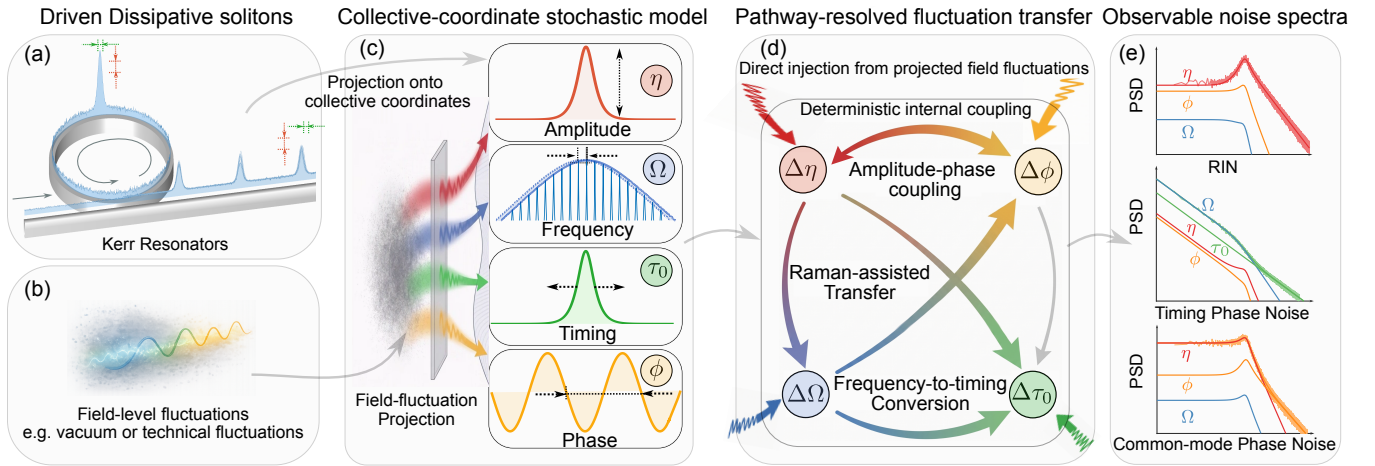 Driven Dissipative solitons
Collective-coordinate stochastic model
Pathway-resolved fluctuation transfer
Observable noise spectra
(a)
Kerr Resonators
(b)
Field-level fluctuations
e.g. vacuum or technical fluctuations
(c)
Projection onto
collective coordinates
Field-fluctuation
Projection
η
Amplitude
Ω
Frequency
τ₀
Timing
ϕ
Phase
(d)
Direct injection from projected field fluctuations
Deterministic internal coupling
Δη
Δϕ
Amplitude-phase
coupling
Raman-assisted
Transfer
Frequency-to-timing
Conversion
ΔΩ
Δτ₀
(e)
PSD
η
ϕ
Ω
RIN
PSD
Ω
η
τ₀
ϕ
Timing Phase Noise
PSD
η
ϕ
Ω
Common-mode Phase Noise